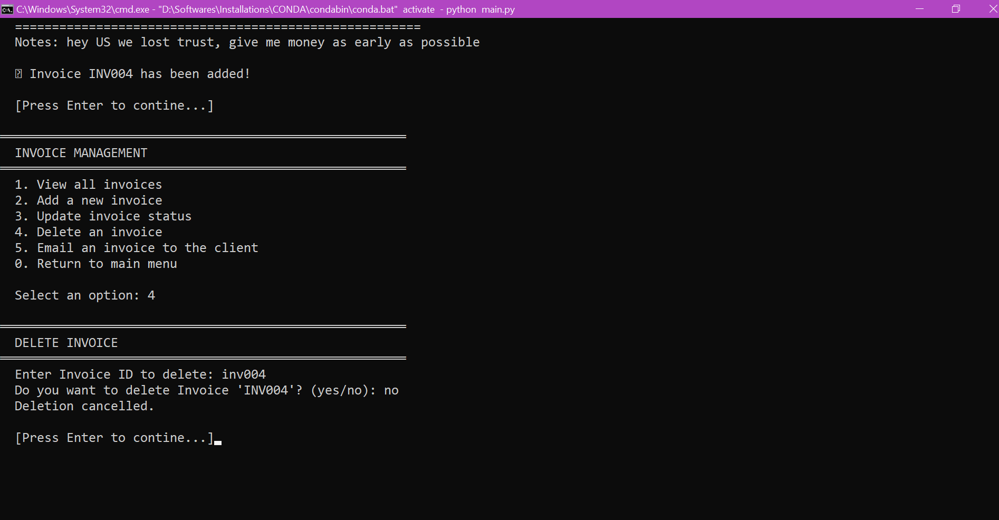 C:\Windows\System32\cmd.exe - "D:\Softwares\Installations\CONDA\condabin\conda.bat"  activate  - python  main.py
=======================================================
Notes: hey US we lost trust, give me money as early as possible
⍰ Invoice INV004 has been added!
[Press Enter to contine...]
═══════════════════════════════════════════════════════
INVOICE MANAGEMENT
═══════════════════════════════════════════════════════
1. View all invoices
2. Add a new invoice
3. Update invoice status
4. Delete an invoice
5. Email an invoice to the client
0. Return to main menu
Select an option: 4
═══════════════════════════════════════════════════════
DELETE INVOICE
═══════════════════════════════════════════════════════
Enter Invoice ID to delete: inv004
Do you want to delete Invoice 'INV004'? (yes/no): no
Deletion cancelled.
[Press Enter to contine...]